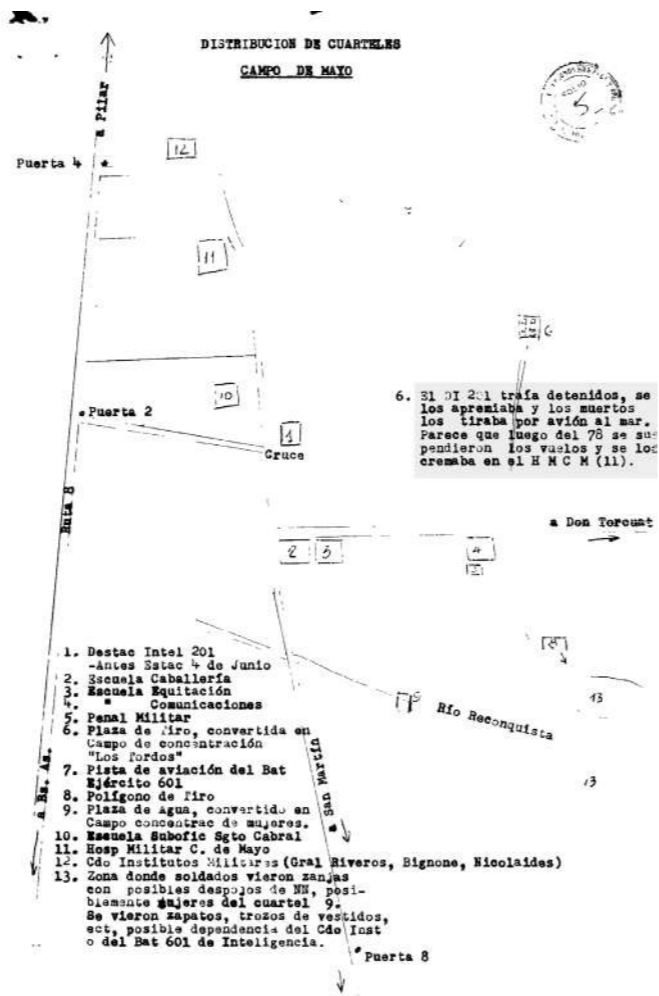 DISTRIBUCION DE CUARTELES
CAMPO DE MAYO
FOLIO
5
a Pilar
Puerta 4
12
11
6
10
Puerta 2
1
Cruce
6. El DI 201 traía detenidos, se
los apremiaba y los muertos
los tiraba por avión al mar.
Parece que luego del 78 se sus
pendieron los vuelos y se los
cremaba en el H M C M (11).
Ruta 8
a Don Torcuat
2
3
4
8
9
Río Reconquista
13
13
1. Destac Intel 201
-Antes Estac 4 de Junio
2. Escuela Caballería
3. Escuela Equitación
4. " Comunicaciones
5. Penal Militar
6. Plaza de Tiro, convertida en
Campo de concentración
"Los Tordos"
7. Pista de aviación del Bat
Ejército 601
8. Polígono de Tiro
9. Plaza de agua, convertido en
Campo concentrac de mujeres.
10. Escuela Subofic Sgto Cabral
11. Hosp Militar C. de Mayo
12. Cdo Institutos Militares (Gral Riveros, Bignone, Nicolaides)
13. Zona donde soldados vieron zanjas
con posibles despojos de NN, posi-
blemente mujeres del cuartel 9.
Se vieron zapatos, trozos de vestidos,
ect, posible dependencia del Cdo Inst
o del Bat 601 de Inteligencia.
a Bs. As.
a San Martín
Puerta 8